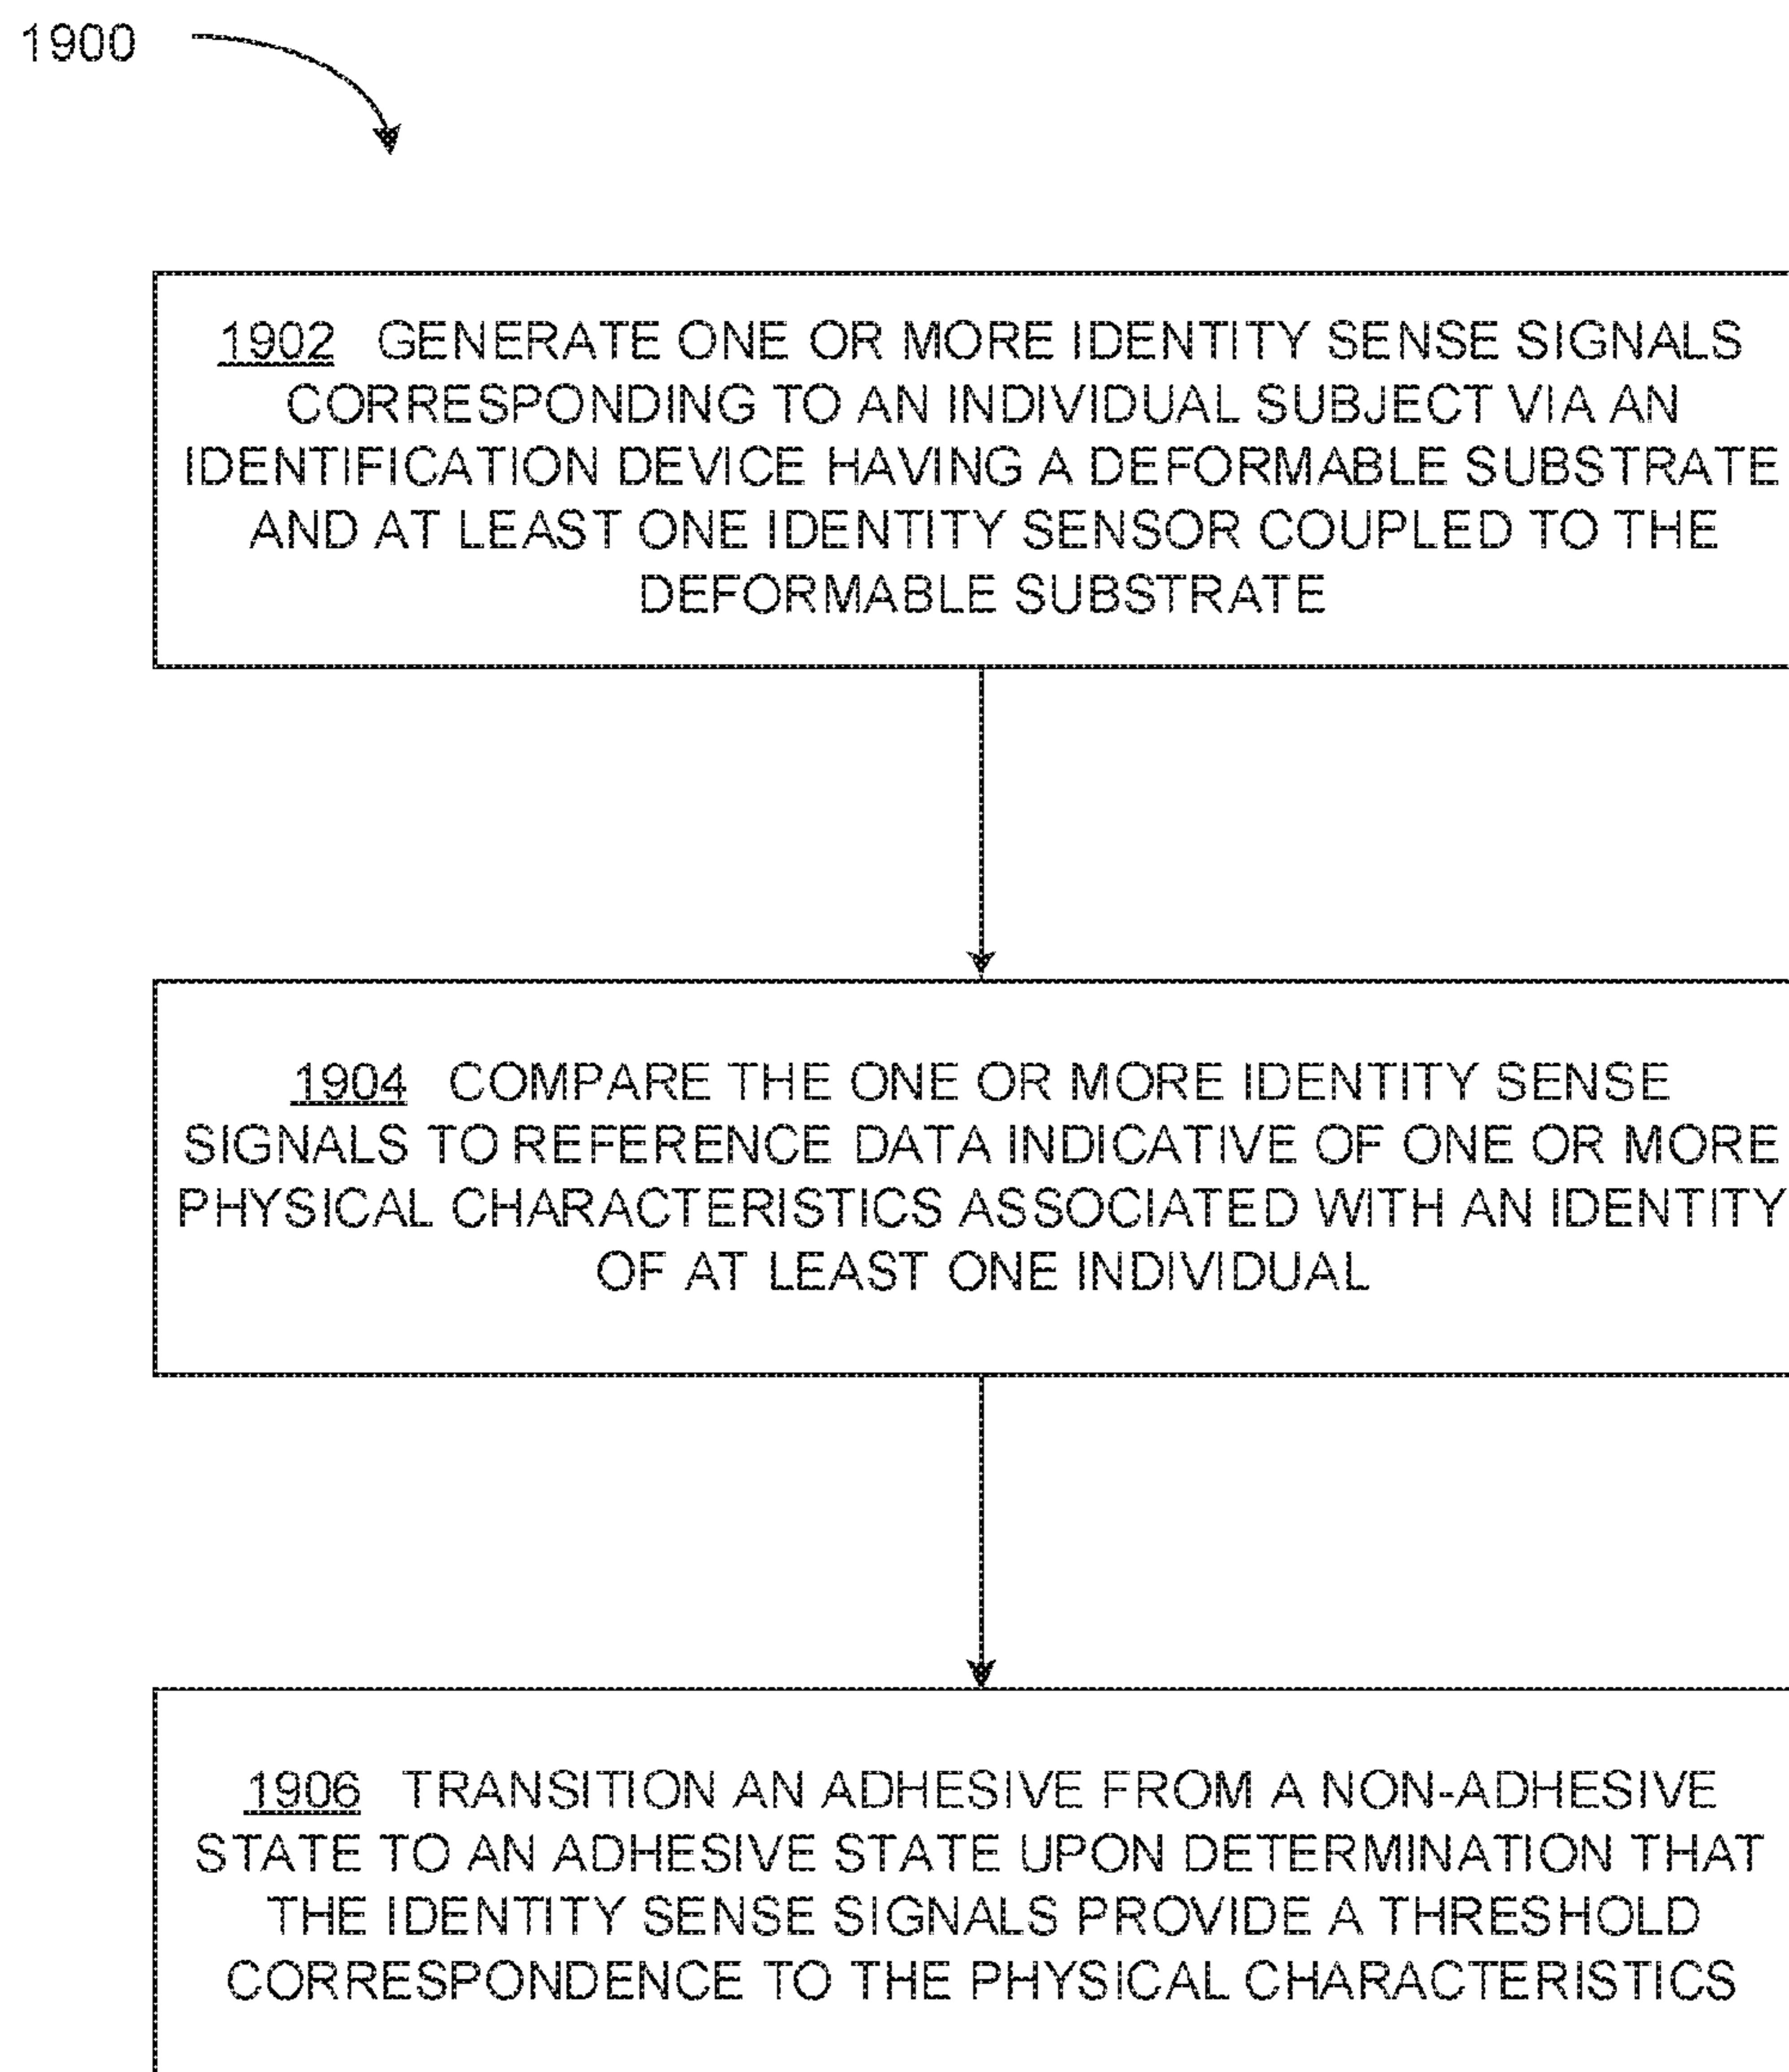 1900
1902 GENERATE ONE OR MORE IDENTITY SENSE SIGNALS
CORRESPONDING TO AN INDIVIDUAL SUBJECT VIA AN
IDENTIFICATION DEVICE HAVING A DEFORMABLE SUBSTRATE
AND AT LEAST ONE IDENTITY SENSOR COUPLED TO THE
DEFORMABLE SUBSTRATE
1904 COMPARE THE ONE OR MORE IDENTITY SENSE
SIGNALS TO REFERENCE DATA INDICATIVE OF ONE OR MORE
PHYSICAL CHARACTERISTICS ASSOCIATED WITH AN IDENTITY
OF AT LEAST ONE INDIVIDUAL
1906 TRANSITION AN ADHESIVE FROM A NON-ADHESIVE
STATE TO AN ADHESIVE STATE UPON DETERMINATION THAT
THE IDENTITY SENSE SIGNALS PROVIDE A THRESHOLD
CORRESPONDENCE TO THE PHYSICAL CHARACTERISTICS